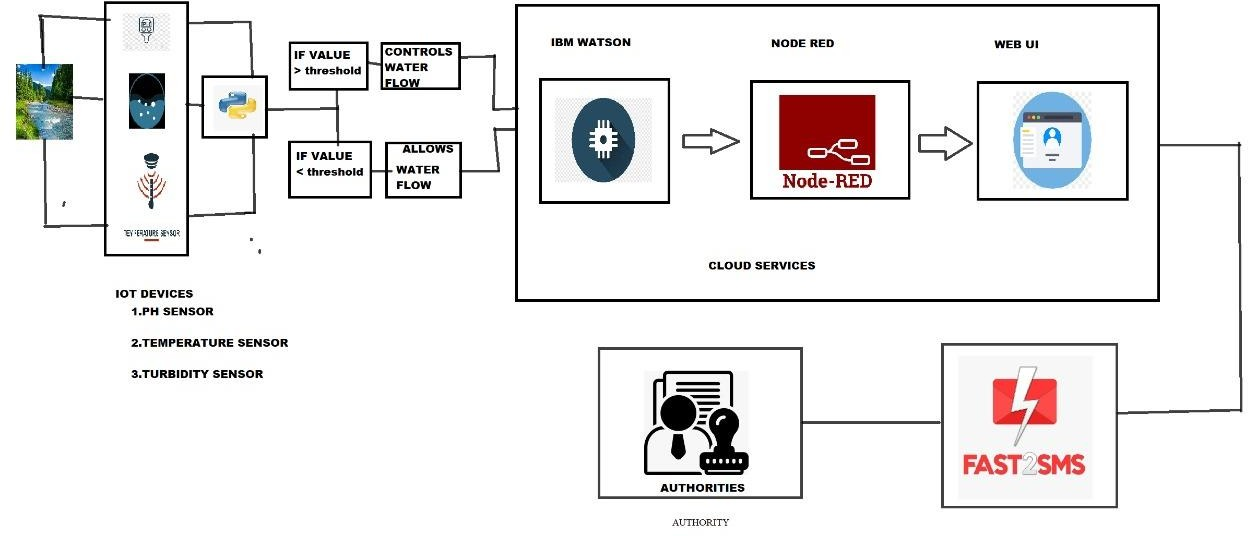 IBM WATSON
NODE RED
WEB UI
IF VALUE
> threshold
CONTROLS
WATER
FLOW
IF VALUE
< threshold
ALLOWS
WATER
FLOW
Node-RED
SENSOR
CLOUD SERVICES
IOT DEVICES
1.PH SENSOR
2.TEMPERATURE SENSOR
3.TURBIDITY SENSOR
FAST2SMS
AUTHORITIES
AUTHORITY